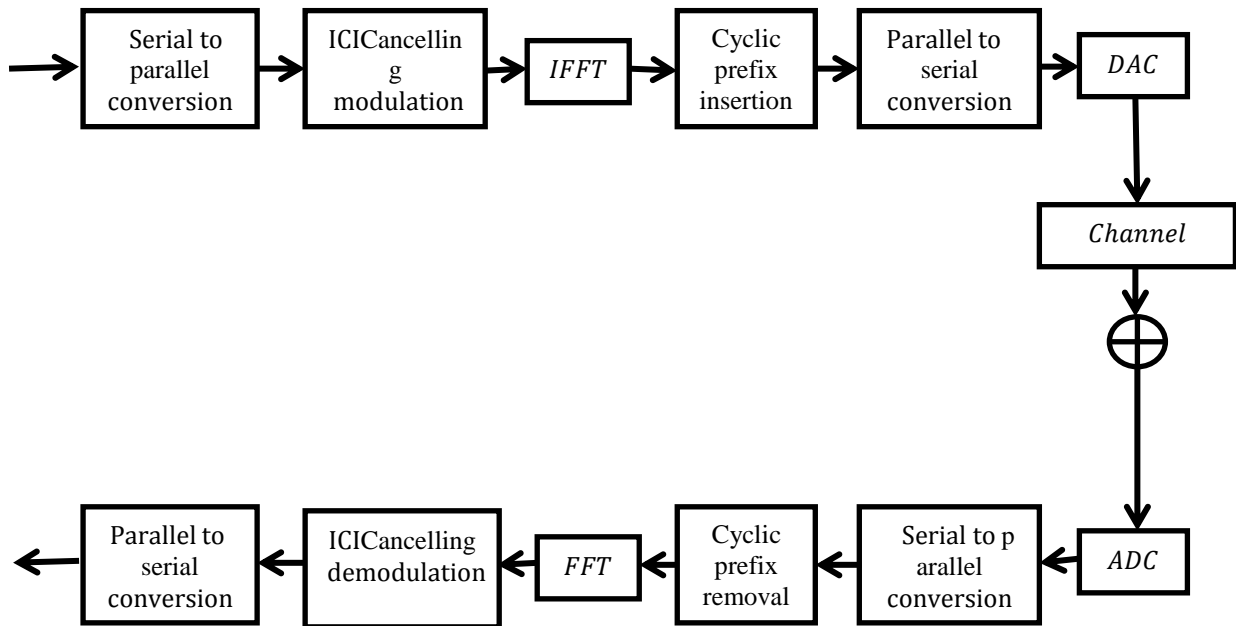 Serial to
parallel
conversion
ICICancellin
g
modulation
IFFT
Cyclic
prefix
insertion
Parallel to
serial
conversion
DAC
Channel
Parallel to
serial
conversion
ICICancelling
demodulation
FFT
Cyclic
prefix
removal
Serial to p
arallel
conversion
ADC